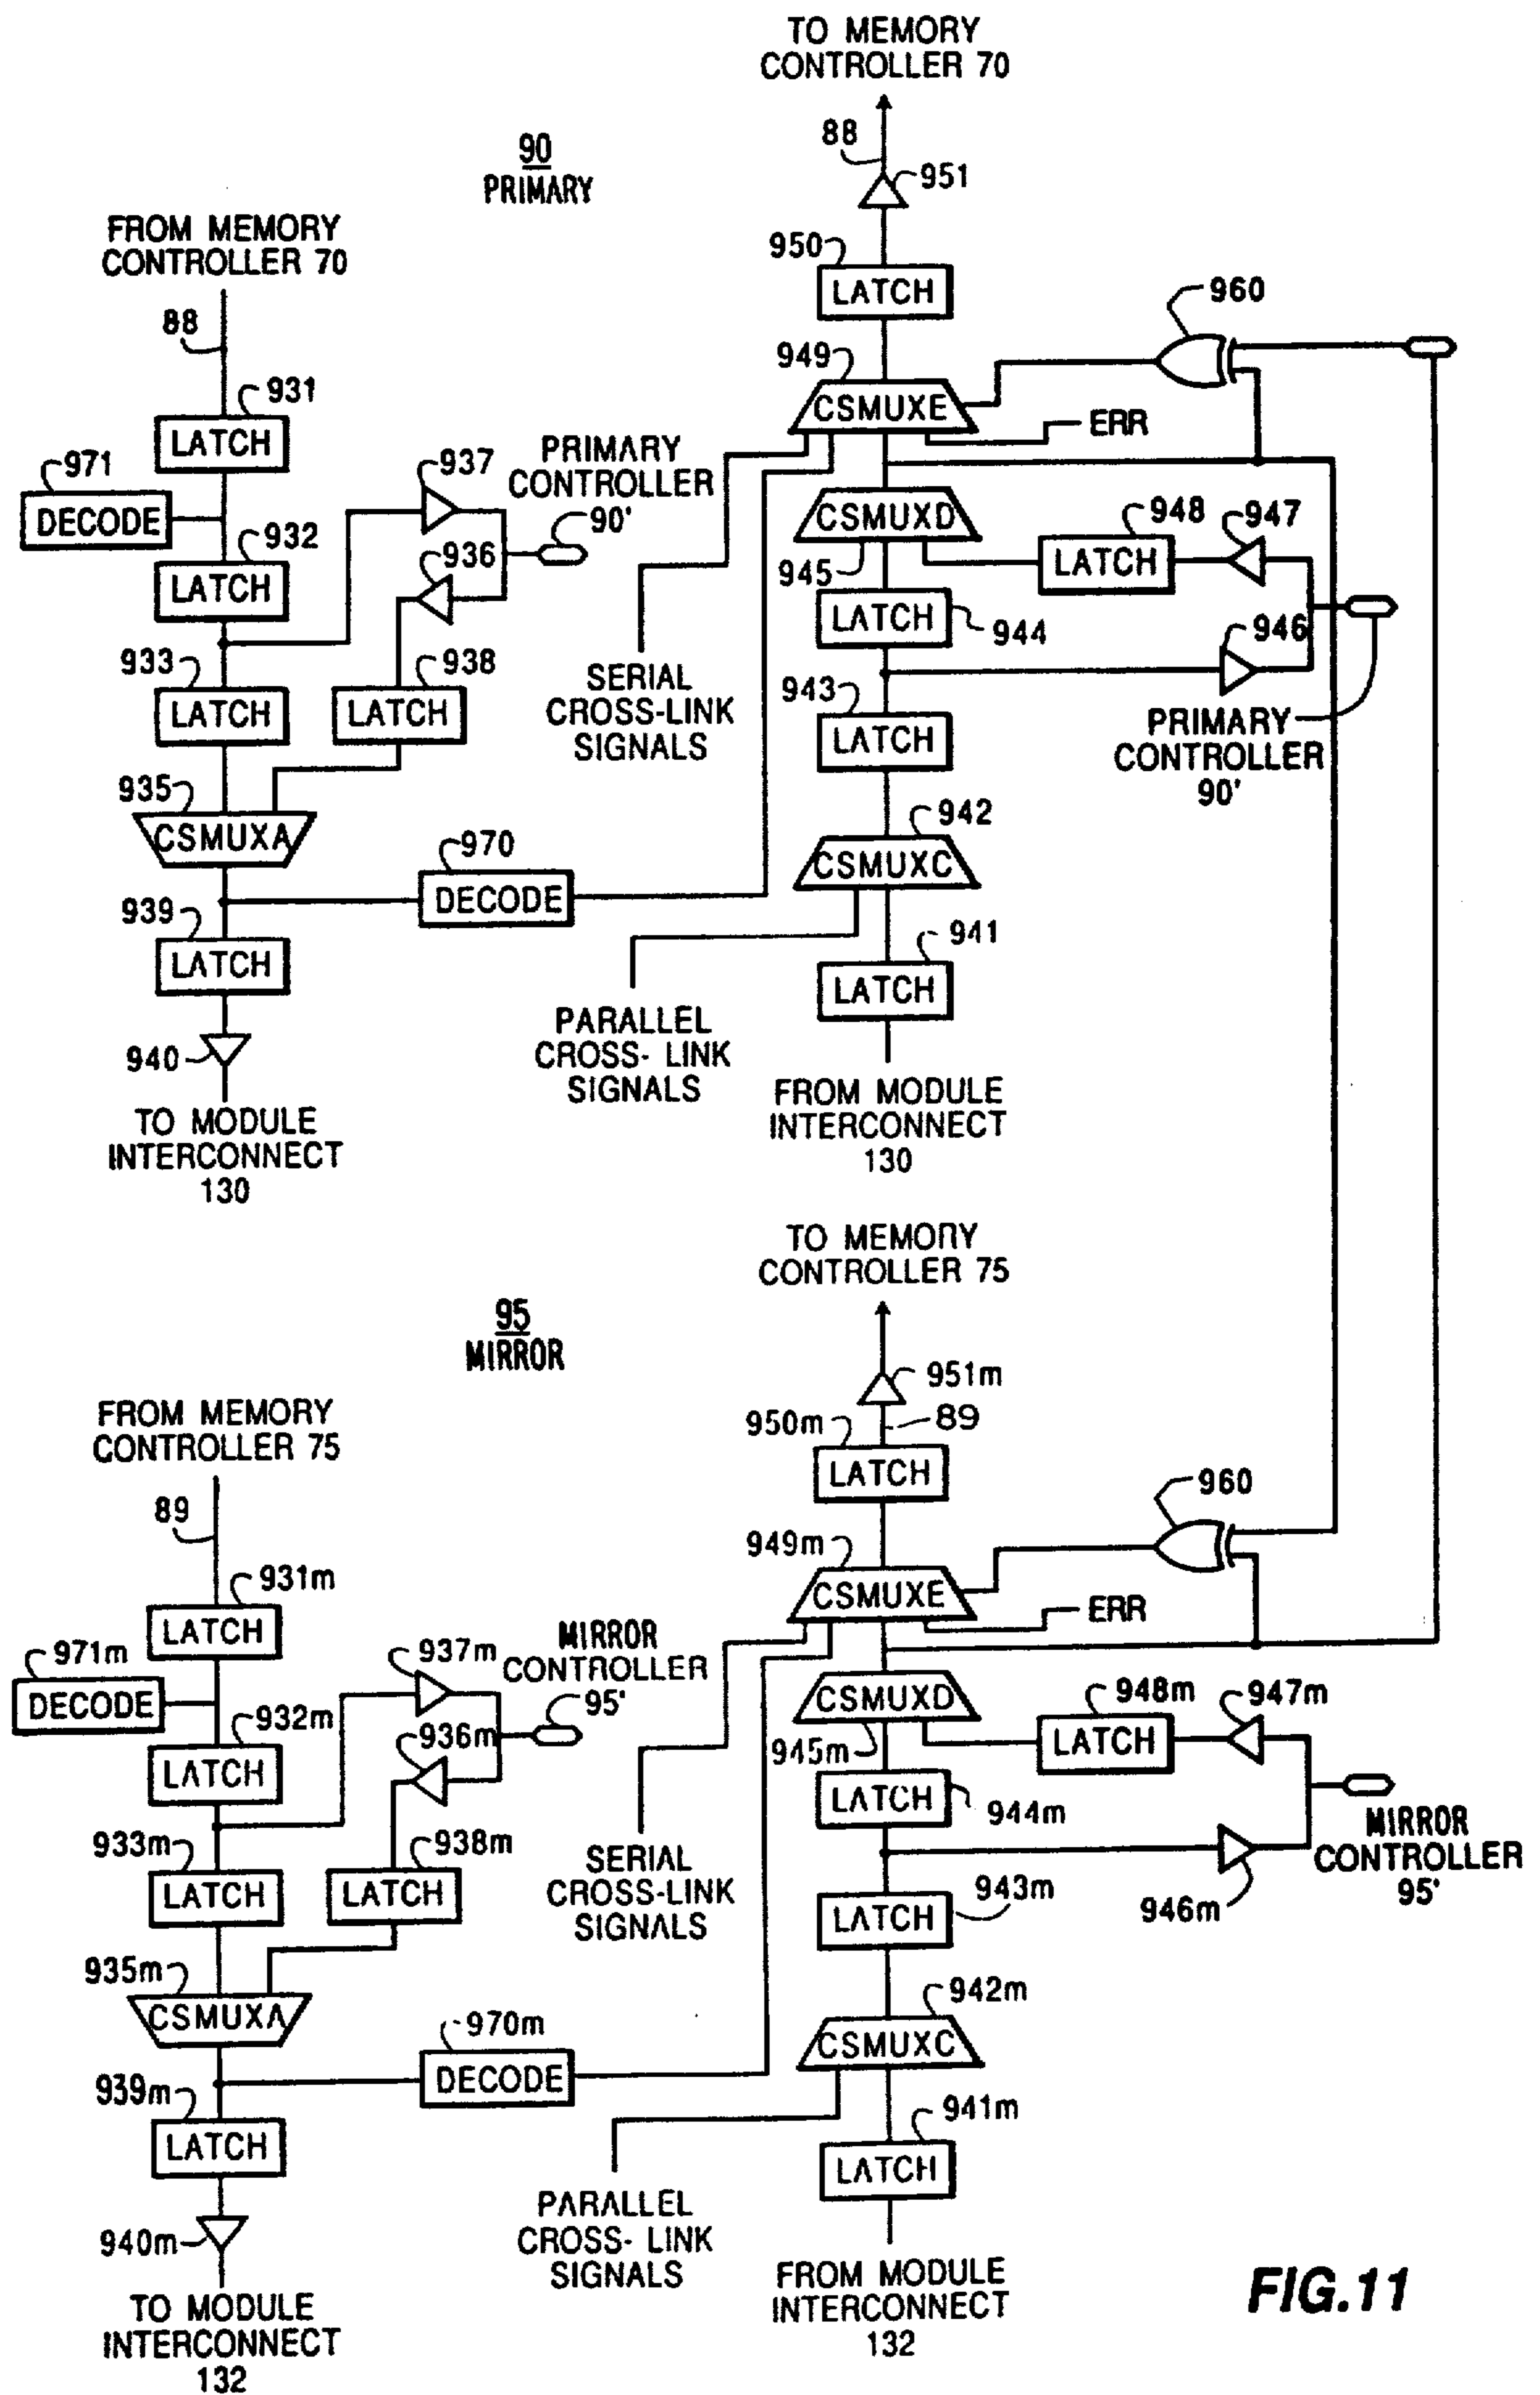 TO MEMORY
CONTROLLER 70
88
951
90
PRIMARY
FROM MEMORY
CONTROLLER 70
950
LATCH
960
88
949
931
CSMUXE
LATCH
ERR
971
937
PRIMARY
CONTROLLER
90'
DECODE
CSMUXD
948
947
932
936
945
LATCH
LATCH
LATCH
944
946
933
938
SERIAL
CROSS-LINK
SIGNALS
943
LATCH
LATCH
LATCH
PRIMARY
CONTROLLER
90'
935
CSMUXA
942
970
CSMUXC
DECODE
939
941
LATCH
LATCH
PARALLEL
CROSS- LINK
SIGNALS
940
FROM MODULE
INTERCONNECT
130
TO MODULE
INTERCONNECT
130
TO MEMORY
CONTROLLER 75
95
MIRROR
951m
FROM MEMORY
CONTROLLER 75
950m
89
LATCH
89
960
949m
931m
CSMUXE
ERR
LATCH
971m
937m
MIRROR
CONTROLLER
95'
DECODE
CSMUXD
948m
947m
932m
936m
945m
LATCH
LATCH
LATCH
944m
933m
938m
SERIAL
CROSS-LINK
SIGNALS
MIRROR
CONTROLLER
95'
LATCH
LATCH
943m
946m
LATCH
935m
CSMUXA
942m
970m
CSMUXC
DECODE
939m
941m
LATCH
LATCH
PARALLEL
CROSS- LINK
SIGNALS
940m
FROM MODULE
INTERCONNECT
132
TO MODULE
INTERCONNECT
132
FIG.11